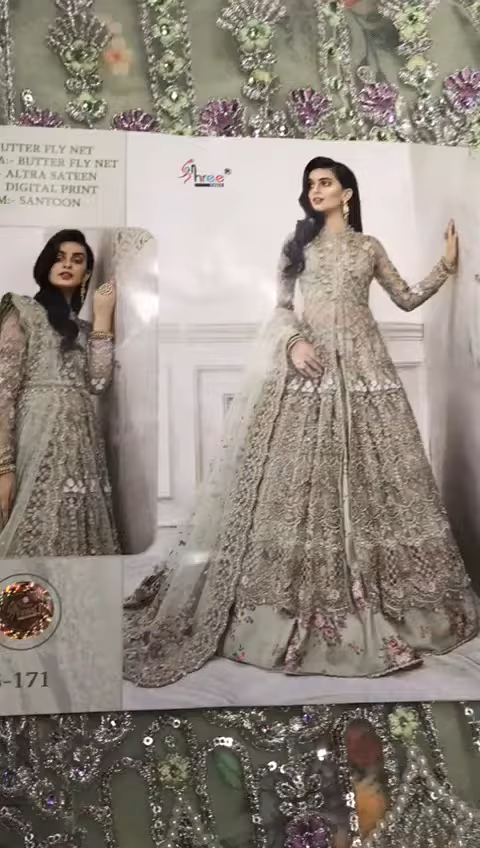 UTTER FLY NET
A:- BUTTER FLY NET
- ALTRA SATEEN
DIGITAL PRINT
M:- SANTOON
Shree
-171